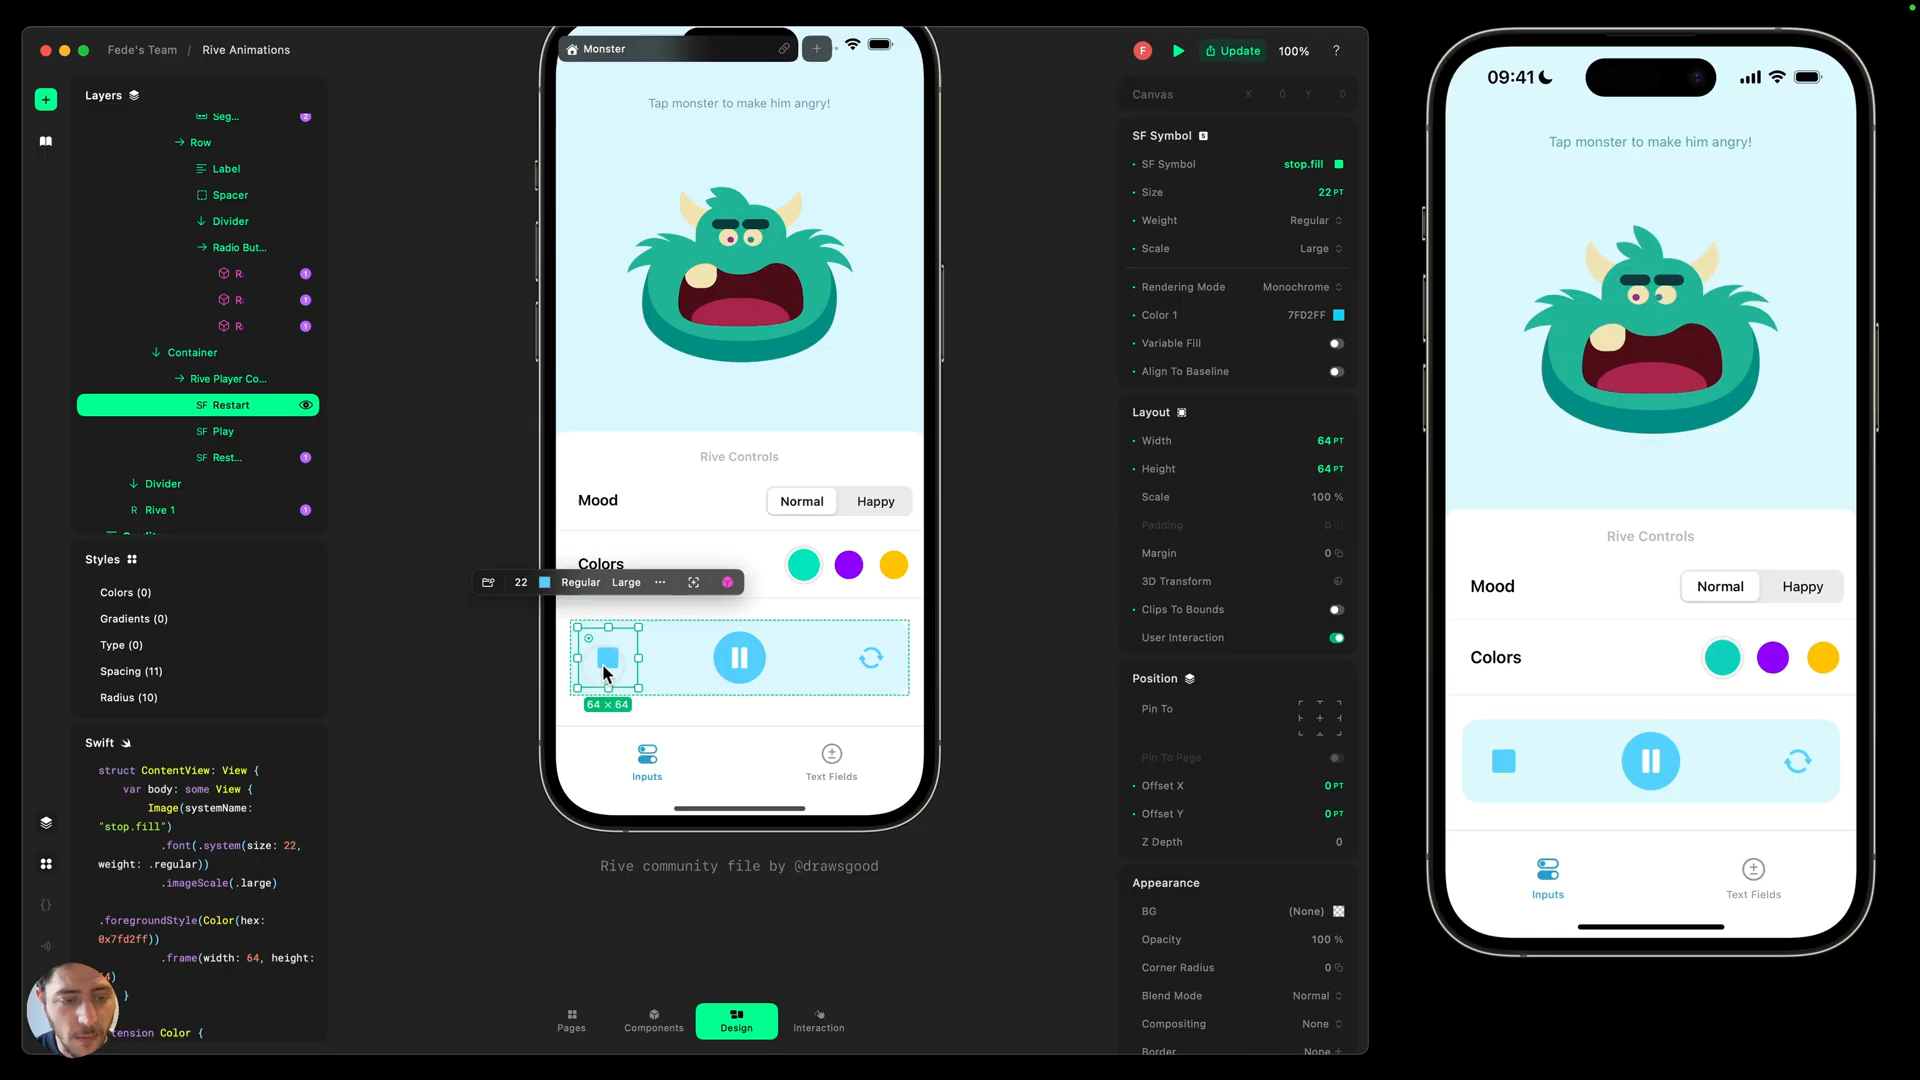 Fede's Team / Rive Animations
Layers
Seg... 2
Row
Label
Spacer
Divider
Radio But...
R 1
R 1
R 1
Container
Rive Player Co...
SF Restart
SF Play
SF Rest... 1
Divider
R Rive 1 1
Styles
Colors (0)
Gradients (0)
Type (0)
Spacing (11)
Radius (10)
Swift
struct ContentView: View {
var body: some View {
Image(systemName:
"stop.fill")
.font(.system(size: 22,
weight: .regular))
.imageScale(.large)
.foregroundStyle(Color(hex:
0x7fd2ff))
.frame(width: 64, height:
)
}
Color {
Monster
Tap monster to make him angry!
Rive Controls
Mood
Normal
Happy
Colors
22 Regular Large
64 × 64
Inputs
Text Fields
Rive community file by @drawsgood
Pages
Components
Design
Interaction
F Update 100% ?
Canvas X 0 Y 0
SF Symbol
SF Symbol stop.fill
Size 22 PT
Weight Regular
Scale Large
Rendering Mode Monochrome
Color 1 7FD2FF
Variable Fill
Align To Baseline
Layout
Width 64 PT
Height 64 PT
Scale 100 %
Padding 0
Margin 0
3D Transform
Clips To Bounds
User Interaction
Position
Pin To
Pin To Page
Offset X 0 PT
Offset Y 0 PT
Z Depth 0
Appearance
BG (None)
Opacity 100 %
Corner Radius 0
Blend Mode Normal
Compositing None
Border None +
09:41
Tap monster to make him angry!
Rive Controls
Mood
Normal
Happy
Colors
Inputs
Text Fields